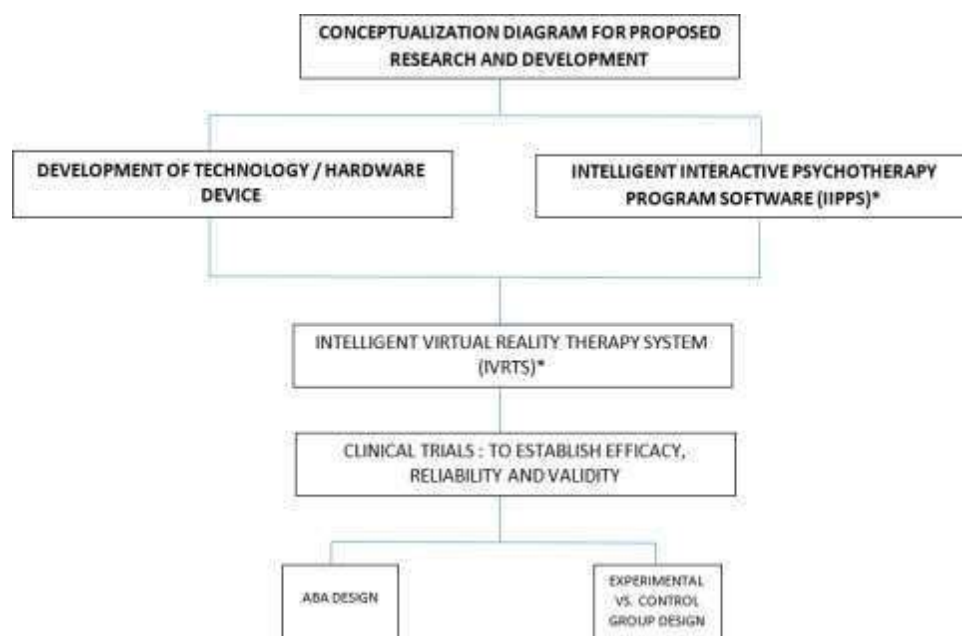 CONCEPTUALIZATION DIAGRAM FOR PROPOSED
RESEARCH AND DEVELOPMENT
DEVELOPMENT OF TECHNOLOGY / HARDWARE
DEVICE
INTELLIGENT INTERACTIVE PSYCHOTHERAPY
PROGRAM SOFTWARE (IIPPS)*
INTELLIGENT VIRTUAL REALITY THERAPY SYSTEM
(IVRTS)*
CLINICAL TRIALS : TO ESTABLISH EFFICACY,
RELIABILITY AND VALIDITY
ABA DESIGN
EXPERIMENTAL
VS. CONTROL
GROUP DESIGN